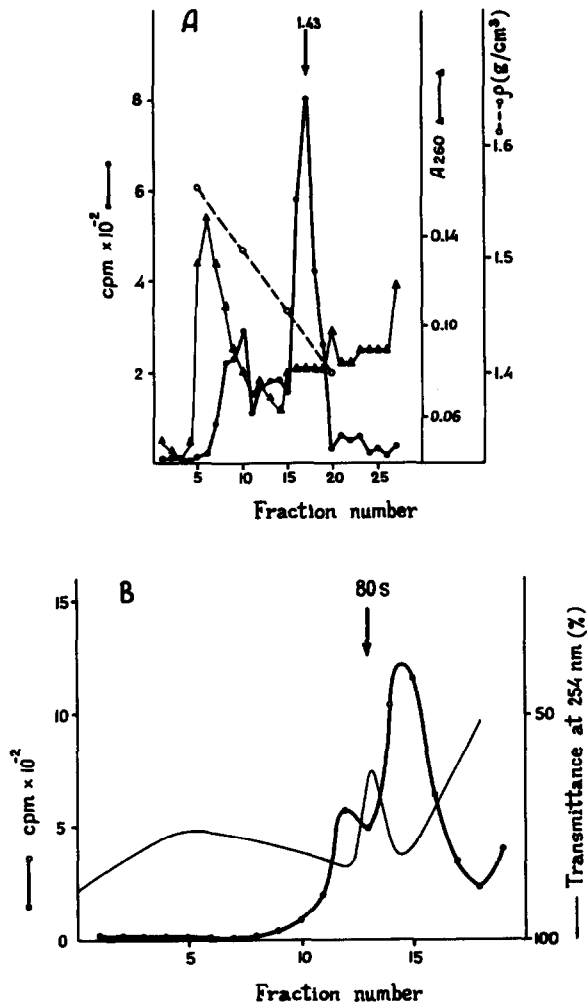 A
1.43
8
6
4
2
cpm × 10⁻²
A260
0.14
0.10
0.06
ρ(g/cm³)
1.6
1.5
1.4
5 10 15 20 25
Fraction number
B
80 S
15
10
5
0
cpm × 10⁻²
50
100
Transmittance at 254 nm (%)
5 10 15
Fraction number